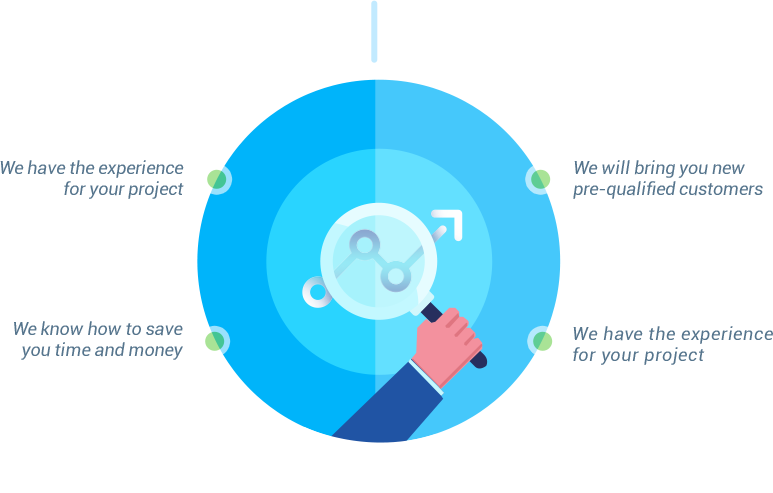 We have the experience
for your project
We will bring you new
pre-qualified customers
We know how to save
you time and money
We have the experience
for your project